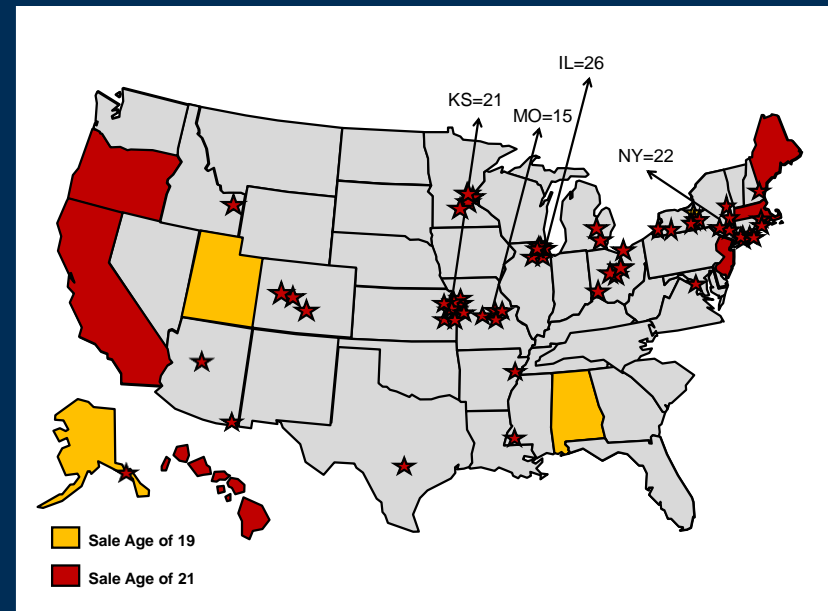 IL=26
KS=21
MO=15
NY=22
Sale Age of 19
Sale Age of 21